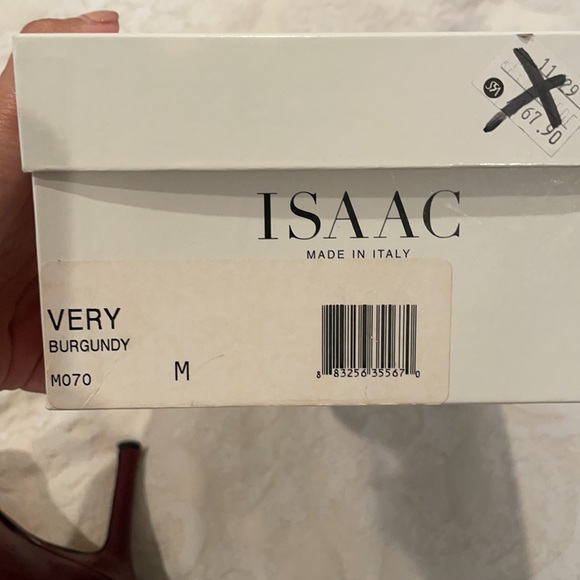 11 29
67.90
ISAAC
MADE IN ITALY
VERY
BURGUNDY
M070
M
8 83256 35567 0